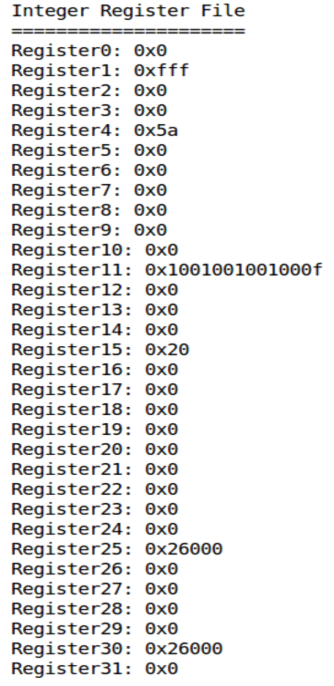 Integer Register File
=====================
Register0: 0x0
Register1: 0xfff
Register2: 0x0
Register3: 0x0
Register4: 0x5a
Register5: 0x0
Register6: 0x0
Register7: 0x0
Register8: 0x0
Register9: 0x0
Register10: 0x0
Register11: 0x1001001001000f
Register12: 0x0
Register13: 0x0
Register14: 0x0
Register15: 0x20
Register16: 0x0
Register17: 0x0
Register18: 0x0
Register19: 0x0
Register20: 0x0
Register21: 0x0
Register22: 0x0
Register23: 0x0
Register24: 0x0
Register25: 0x26000
Register26: 0x0
Register27: 0x0
Register28: 0x0
Register29: 0x0
Register30: 0x26000
Register31: 0x0